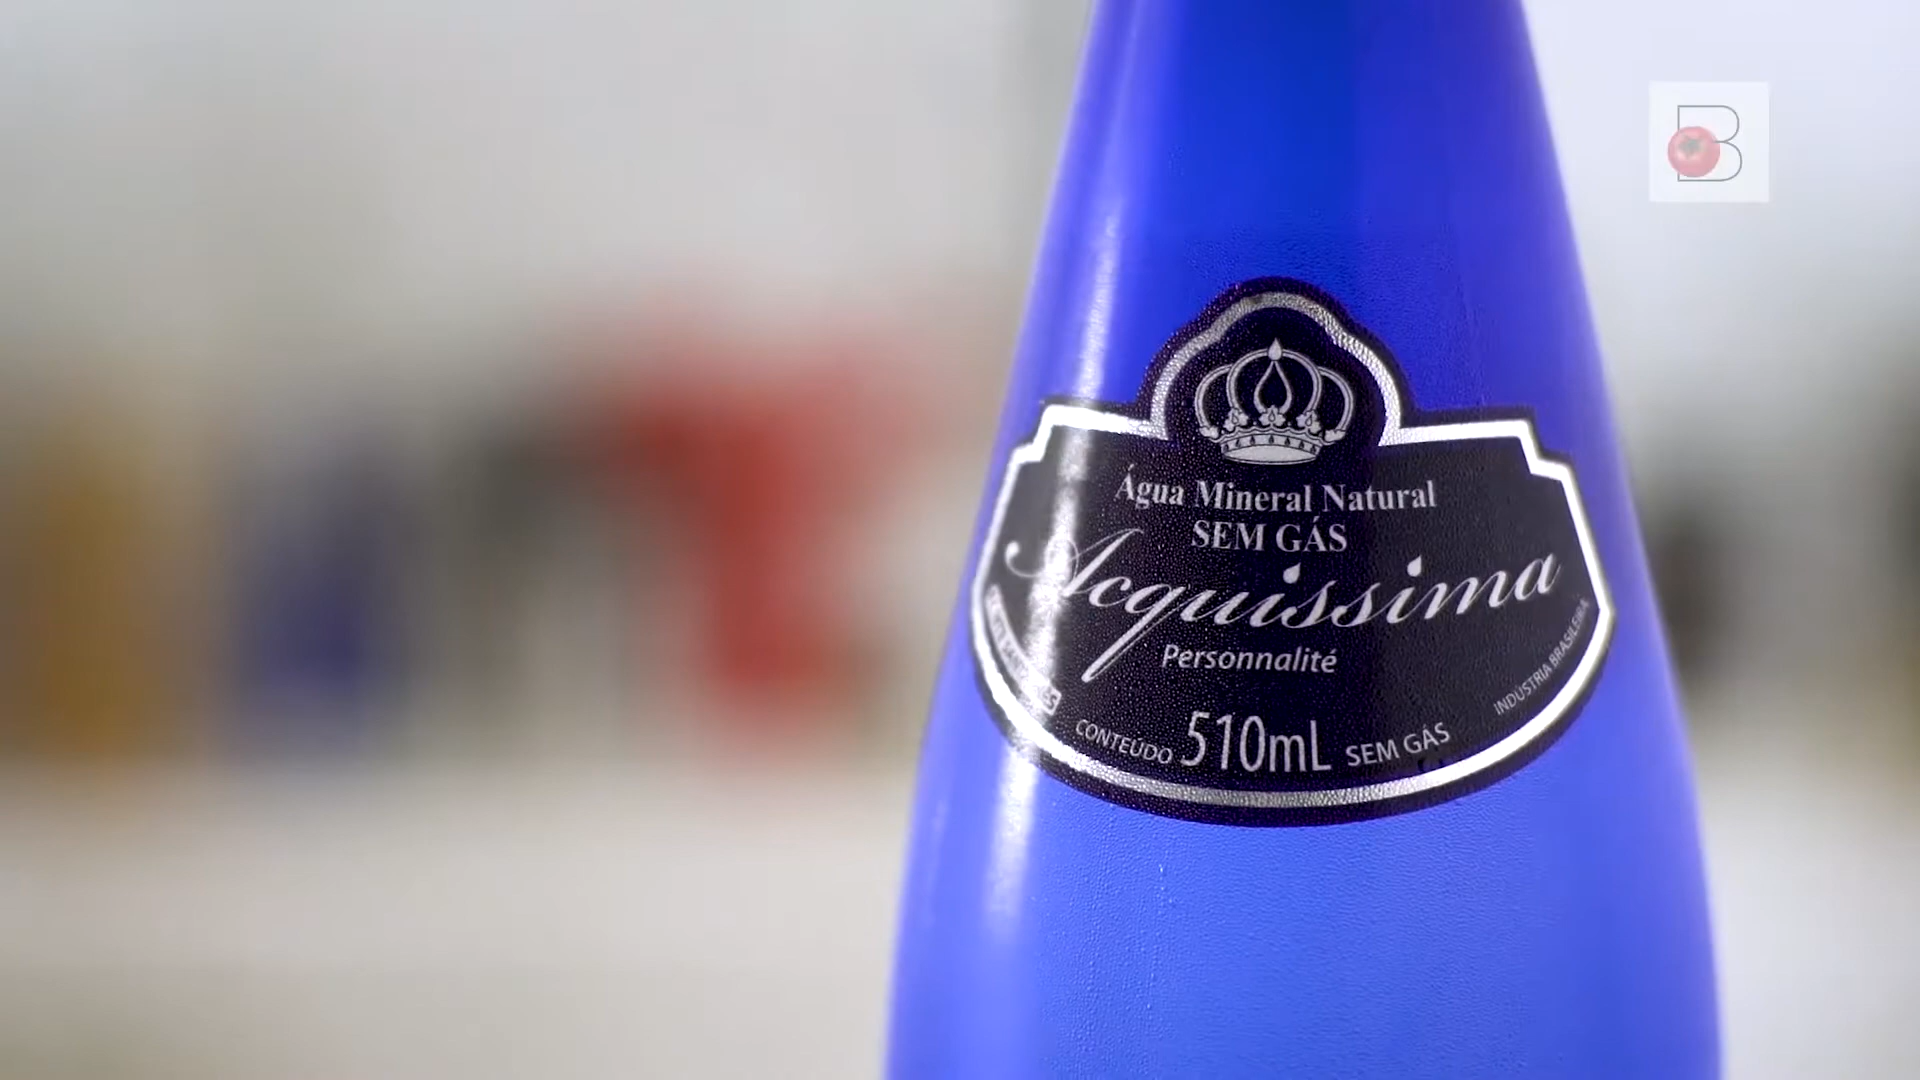 B
Água Mineral Natural
SEM GÁS
Acquissima
Personnalité
CONTEÚDO 510mL SEM GÁS
INDÚSTRIA BRASILEIRA